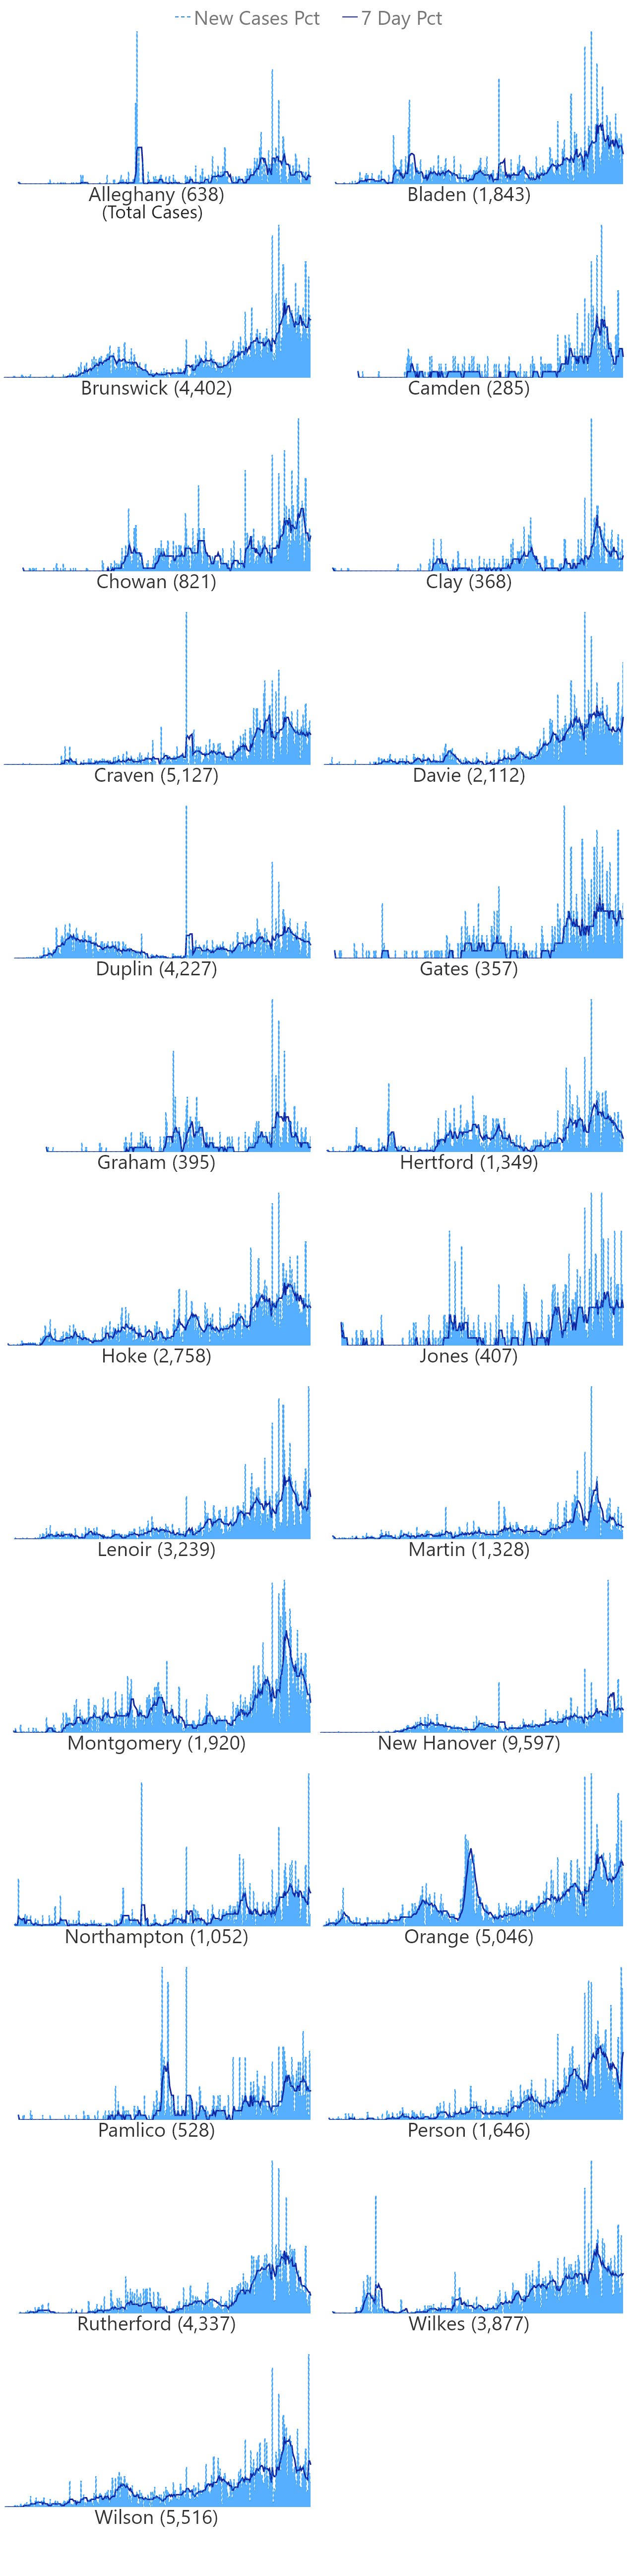 New Cases Pct 7 Day Pct
Alleghany (638) Bladen (1,843)
(Total Cases)
Brunswick (4,402) Camden (285)
Chowan (821) Clay (368)
Craven (5,127) Davie (2,112)
Duplin (4,227) Gates (357)
Graham (395) Hertford (1,349)
Hoke (2,758) Jones (407)
Lenoir (3,239) Martin (1,328)
Montgomery (1,920) New Hanover (9,597)
Northampton (1,052) Orange (5,046)
Pamlico (528) Person (1,646)
Rutherford (4,337) Wilkes (3,877)
Wilson (5,516)